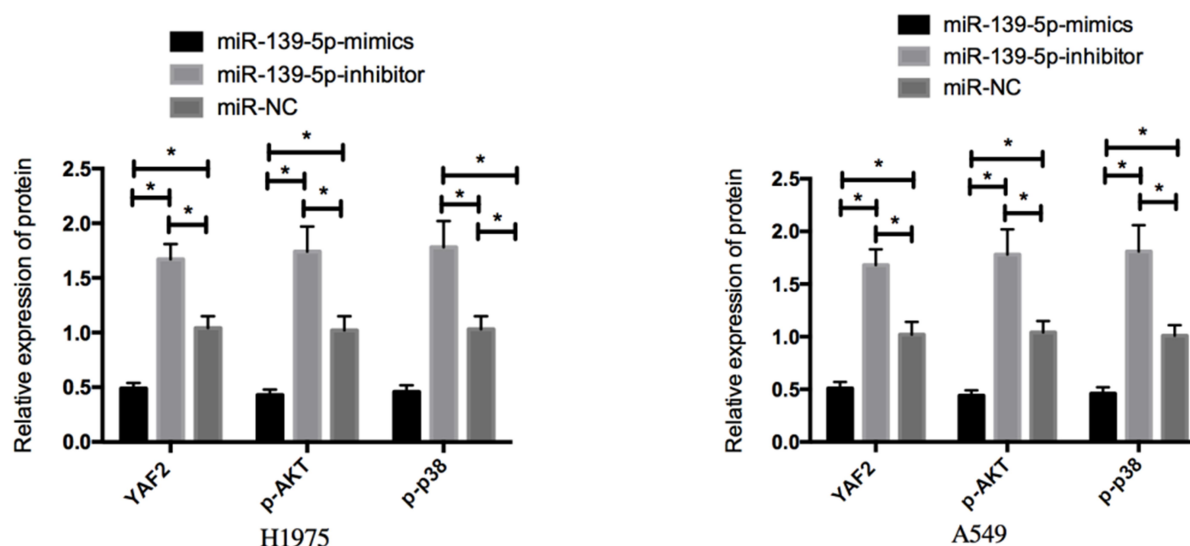 miR-139-5p-mimics
miR-139-5p-inhibitor
miR-NC
Relative expression of protein
2.5
2.0
1.5
1.0
0.5
0.0
* * *
* * *
* * *
YAF2
p-AKT
p-p38
H1975
miR-139-5p-mimics
miR-139-5p-inhibitor
miR-NC
Relative expression of protein
2.5
2.0
1.5
1.0
0.5
0.0
* * *
* * *
* * *
YAF2
p-AKT
p-p38
A549